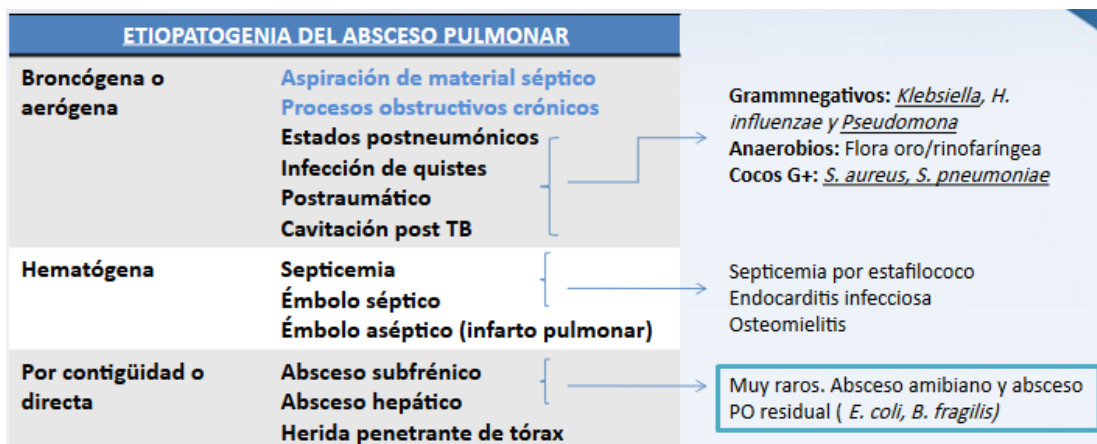 ETIOPATOGENIA DEL ABSCESO PULMONAR
Broncógena o
aerógena
Aspiración de material séptico
Procesos obstructivos crónicos
Estados postneumónicos
Infección de quistes
Postraumático
Cavitación post TB
Grammnegativos: Klebsiella, H.
influenzae y Pseudomona
Anaerobios: Flora oro/rinofaríngea
Cocos G+: S. aureus, S. pneumoniae
Hematógena
Septicemia
Émbolo séptico
Émbolo aséptico (infarto pulmonar)
Septicemia por estafilococo
Endocarditis infecciosa
Osteomielitis
Por contigüidad o
directa
Absceso subfrénico
Absceso hepático
Herida penetrante de tórax
Muy raros. Absceso amibiano y absceso
PO residual ( E. coli, B. fragilis)